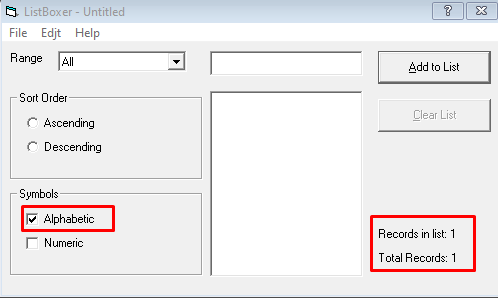 ListBoxer - Untitled
File Edjt Help
Range All Add to List
Clear List
Sort Order
Ascending
Descending
Symbols
Alphabetic
Numeric
Records in list: 1
Total Records: 1